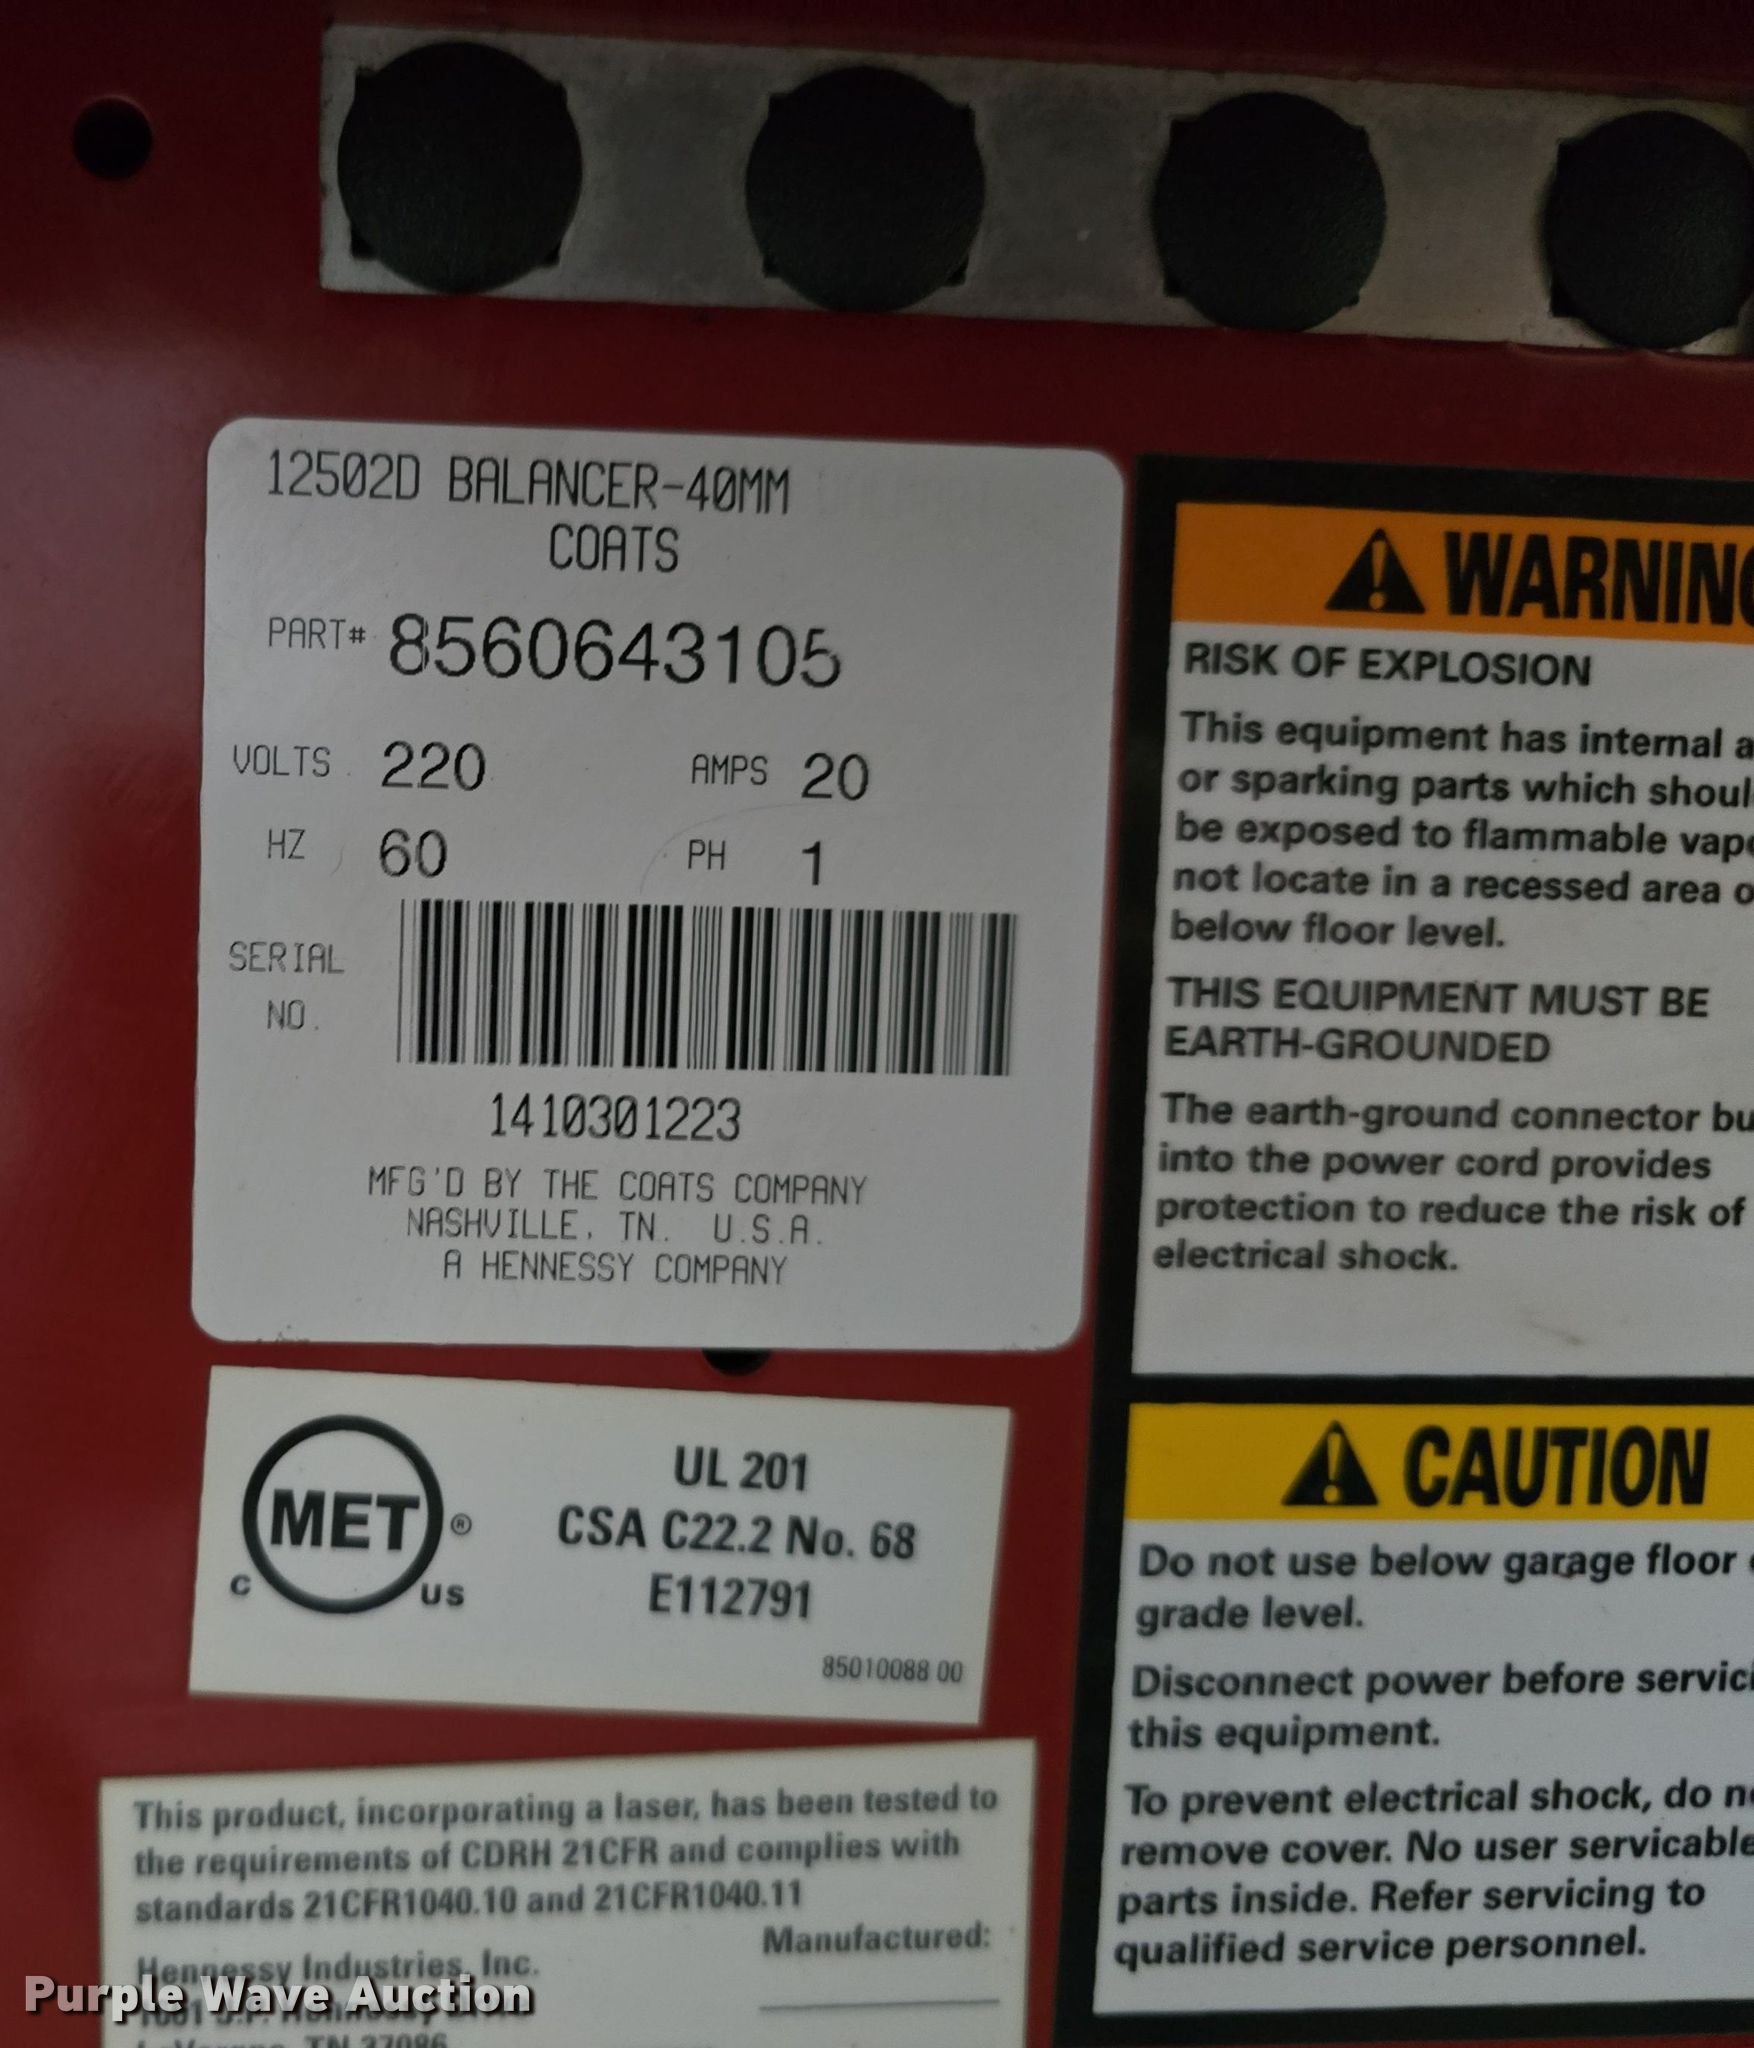 12502D BALANCER-40MM
COATS
PART# 8560643105
VOLTS 220 AMPS 20
HZ 60 PH 1
SERIAL
NO.
1410301223
MFG'D BY THE COATS COMPANY
NASHVILLE, TN. U.S.A.
A HENNESSY COMPANY
MET®
C US
UL 201
CSA C22.2 No. 68
E112791
85010088 00
This product, incorporating a laser, has been tested to
the requirements of CDRH 21CFR and complies with
standards 21CFR1040.10 and 21CFR1040.11
Manufactured:
Hennessy Industries, Inc.
TN 37086
WARNING
RISK OF EXPLOSION
This equipment has internal a
or sparking parts which shoul
be exposed to flammable vap
not locate in a recessed area o
below floor level.
THIS EQUIPMENT MUST BE
EARTH-GROUNDED
The earth-ground connector bu
into the power cord provides
protection to reduce the risk of
electrical shock.
CAUTION
Do not use below garage floor
grade level.
Disconnect power before servici
this equipment.
To prevent electrical shock, do n
remove cover. No user servicable
parts inside. Refer servicing to
qualified service personnel.
Purple Wave Auction